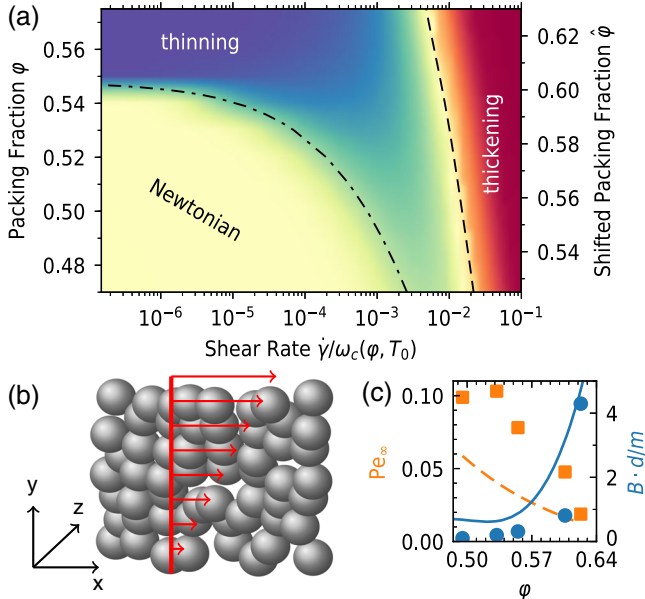 (a)
thinning
Newtonian
thickening
Packing Fraction φ
0.56
0.54
0.52
0.50
0.48
Shifted Packing Fraction φ̂
0.62
0.60
0.58
0.56
0.54
10⁻⁶ 10⁻⁵ 10⁻⁴ 10⁻³ 10⁻² 10⁻¹
Shear Rate γ̇/ω_c(φ, T₀)
(b)
y
z
x
(c)
Pe∞
0.10
0.05
0.00
B · d/m
4
2
0
0.50 0.57 0.64
φ